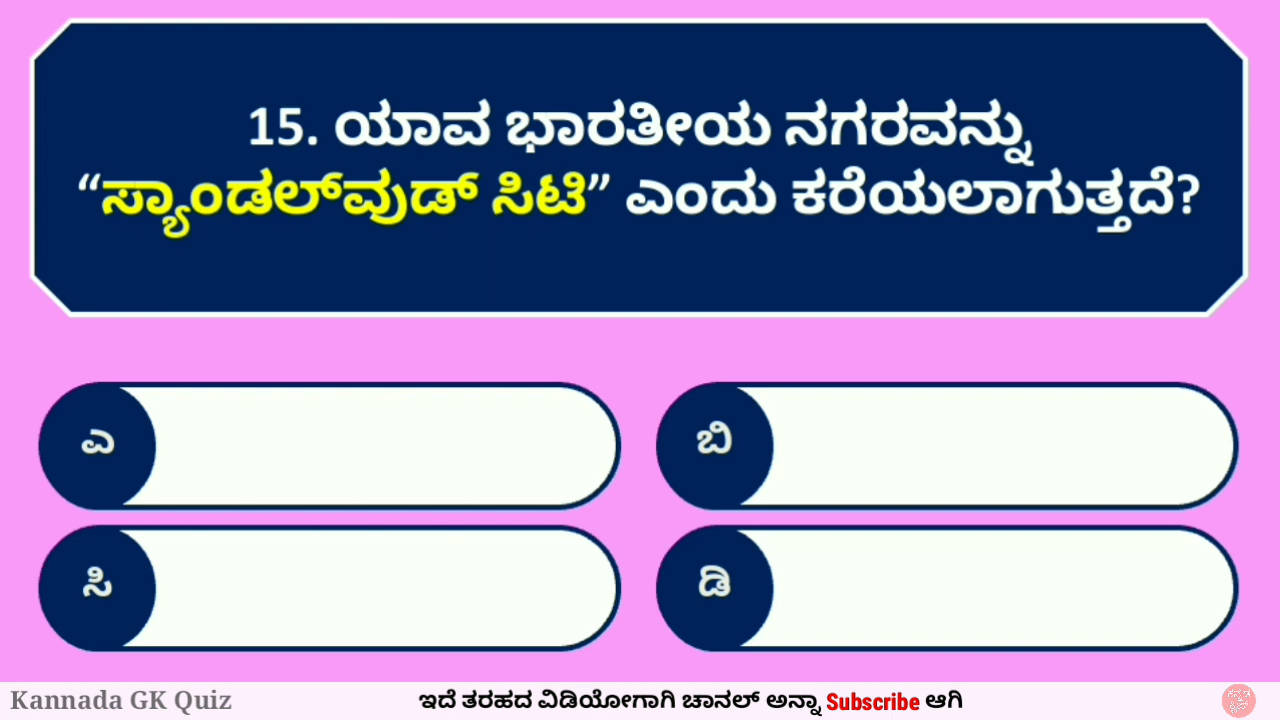 15. ಯಾವ ಭಾರತೀಯ ನಗರವನ್ನು
“ಸ್ಯಾಂಡಲ್‌ವುಡ್ ಸಿಟಿ” ಎಂದು ಕರೆಯಲಾಗುತ್ತದೆ?
ಎ
ಬಿ
ಸಿ
ಡಿ
Kannada GK Quiz
ಇದೆ ತರಹದ ವಿಡಿಯೋಗಾಗಿ ಚಾನಲ್ ಅನ್ನಾ Subscribe ಆಗಿ